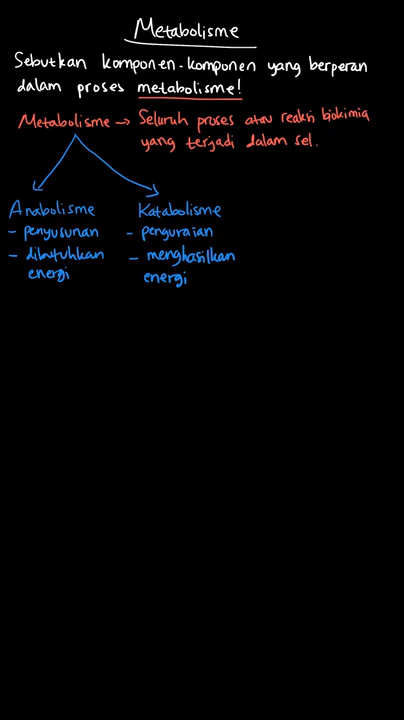 Metabolisme
Sebutkan komponen-komponen yang berperan
dalam proses metabolisme!
Metabolisme → Seluruh proses atau reaksi biokimia
yang terjadi dalam sel.
Anabolisme
- penyusunan
- dibutuhkan
energi
Katabolisme
- penguraian
- menghasilkan
energi